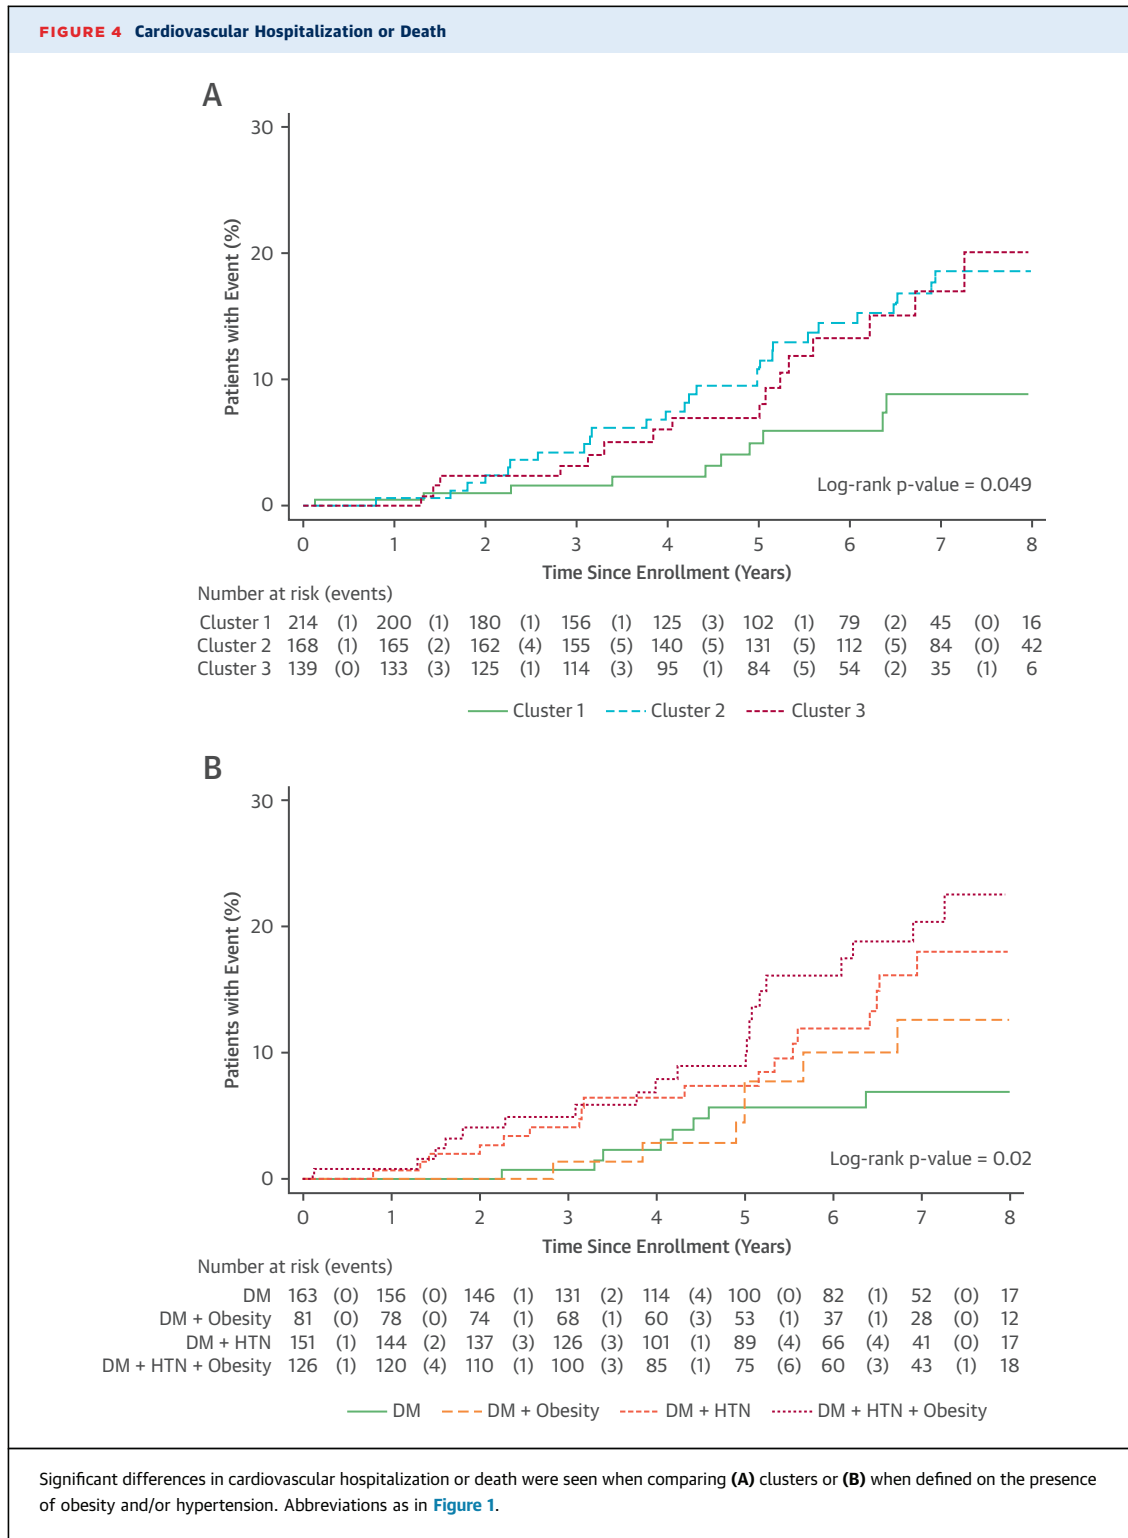 FIGURE 4 Cardiovascular Hospitalization or Death
A
30
20
10
0
Patients with Event (%)
Log-rank p-value = 0.049
0 1 2 3 4 5 6 7 8
Time Since Enrollment (Years)
Number at risk (events)
Cluster 1 214 (1) 200 (1) 180 (1) 156 (1) 125 (3) 102 (1) 79 (2) 45 (0) 16
Cluster 2 168 (1) 165 (2) 162 (4) 155 (5) 140 (5) 131 (5) 112 (5) 84 (0) 42
Cluster 3 139 (0) 133 (3) 125 (1) 114 (3) 95 (1) 84 (5) 54 (2) 35 (1) 6
Cluster 1 Cluster 2 Cluster 3
B
30
20
10
0
Patients with Event (%)
Log-rank p-value = 0.02
0 1 2 3 4 5 6 7 8
Time Since Enrollment (Years)
Number at risk (events)
DM 163 (0) 156 (0) 146 (1) 131 (2) 114 (4) 100 (0) 82 (1) 52 (0) 17
DM + Obesity 81 (0) 78 (0) 74 (1) 68 (1) 60 (3) 53 (1) 37 (1) 28 (0) 12
DM + HTN 151 (1) 144 (2) 137 (3) 126 (3) 101 (1) 89 (4) 66 (4) 41 (0) 17
DM + HTN + Obesity 126 (1) 120 (4) 110 (1) 100 (3) 85 (1) 75 (6) 60 (3) 43 (1) 18
DM DM + Obesity DM + HTN DM + HTN + Obesity
Significant differences in cardiovascular hospitalization or death were seen when comparing (A) clusters or (B) when defined on the presence
of obesity and/or hypertension. Abbreviations as in Figure 1.